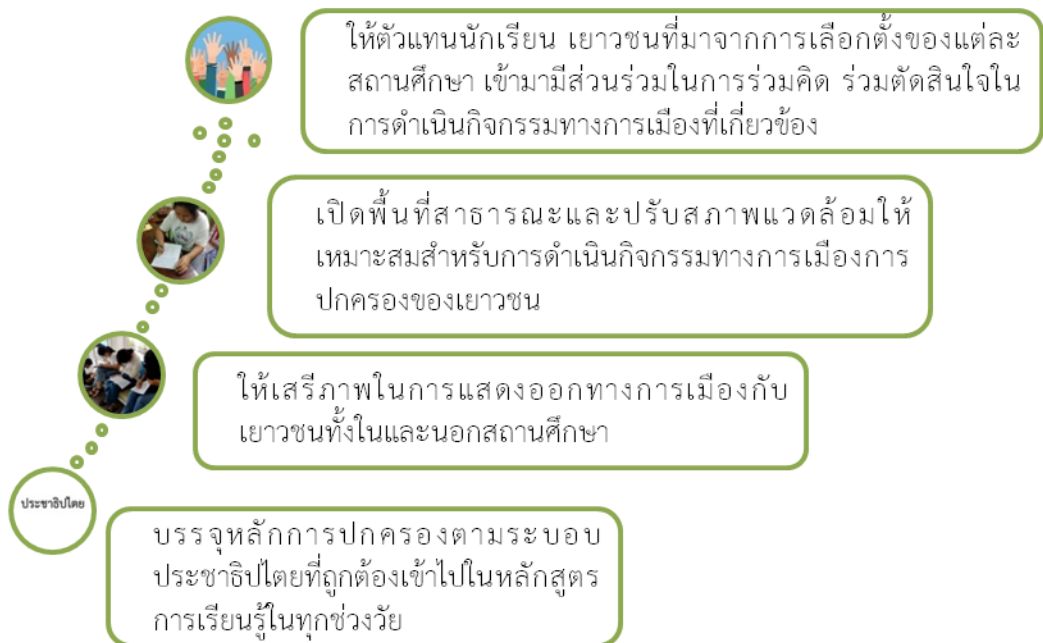 ให้ตัวแทนนักเรียน เยาวชนที่มาจากการเลือกตั้งของแต่ละ
สถานศึกษา เข้ามามีส่วนร่วมในการร่วมคิด ร่วมตัดสินใจใน
การดำเนินกิจกรรมทางการเมืองที่เกี่ยวข้อง
เปิดพื้นที่สาธารณะและปรับสภาพแวดล้อมให้
เหมาะสมสำหรับการดำเนินกิจกรรมทางการเมืองการ
ปกครองของเยาวชน
ให้เสรีภาพในการแสดงออกทางการเมืองกับ
เยาวชนทั้งในและนอกสถานศึกษา
ประชาธิปไตย
บรรจุหลักการปกครองตามระบอบ
ประชาธิปไตยที่ถูกต้องเข้าไปในหลักสูตร
การเรียนรู้ในทุกช่วงวัย